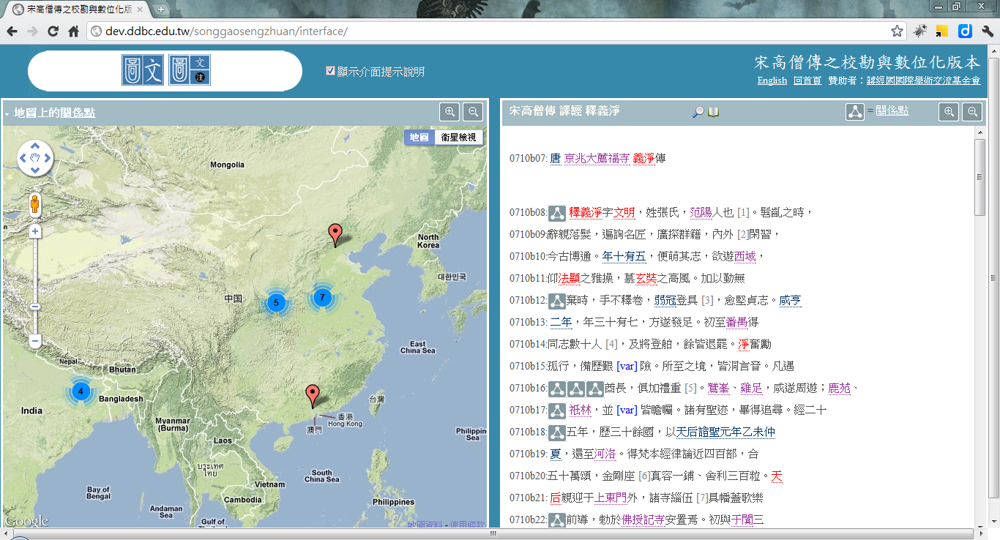 宋高僧傳之校勘與數位化版
dev.ddbc.edu.tw/songgaosengzhuan/interface/
圖文 圖文注
顯示介面提示說明
宋高僧傳之校勘與數位化版本
English 回首頁 贊助者：蔣經國國際學術交流基金會
地圖上的關係點
地圖 衛星檢視
Mongolia
North Korea
대한민국
中国
5
7
East China Sea
Nepal
Bhutan
4
Bangladesh
India
台灣
香港
Hong Kong
澳門
Myanmar (Burma)
Laos
ประเทศไทย
Philippin Sea
South China Sea
Vietnam
Bay of Bengal
Cambodia
Philippines
Andaman Sea
Gulf of
Google
地圖資料 - 使用條款
宋高僧傳 譯經 釋義淨
= 關係點
0710b07: 唐 京兆大薦福寺 義淨傳
0710b08: 釋義淨字文明，姓張氏，范陽人也 [1]。髫齓之時，
0710b09:辭親落髮，遍詢名匠，廣探群籍，內外 [2]閑習，
0710b10:今古博通。年十有五，便萌其志，欲遊西域，
0710b11:仰法顯之雅操，慕玄奘之高風。加以勤無
0710b12: 棄時，手不釋卷，弱冠登具 [3]，愈堅貞志。咸亨
0710b13: 二年，年三十有七，方遂發足。初至番禺得
0710b14:同志數十人 [4]，及將登舶，餘皆退罷。淨奮勵
0710b15:孤行，備歷艱 [var] 險。所至之境，皆洞言音。凡遇
0710b16: 酋長，俱加禮重 [5]。鷲峯、雞足，咸遂周遊；鹿苑、
0710b17: 祇林，並 [var] 皆瞻矚。諸有聖迹，畢得追尋。經二十
0710b18: 五年，歷三十餘國，以天后證聖元年乙未仲
0710b19: 夏，還至河洛。得梵本經律論近四百部，合
0710b20:五十萬頌，金剛座 [6]真容一鋪、舍利三百粒。天
0710b21: 后親迎于上東門外，諸寺緇伍 [7]具幡蓋歌樂
0710b22: 前導，勅於佛授記寺安置焉。初與于闐三